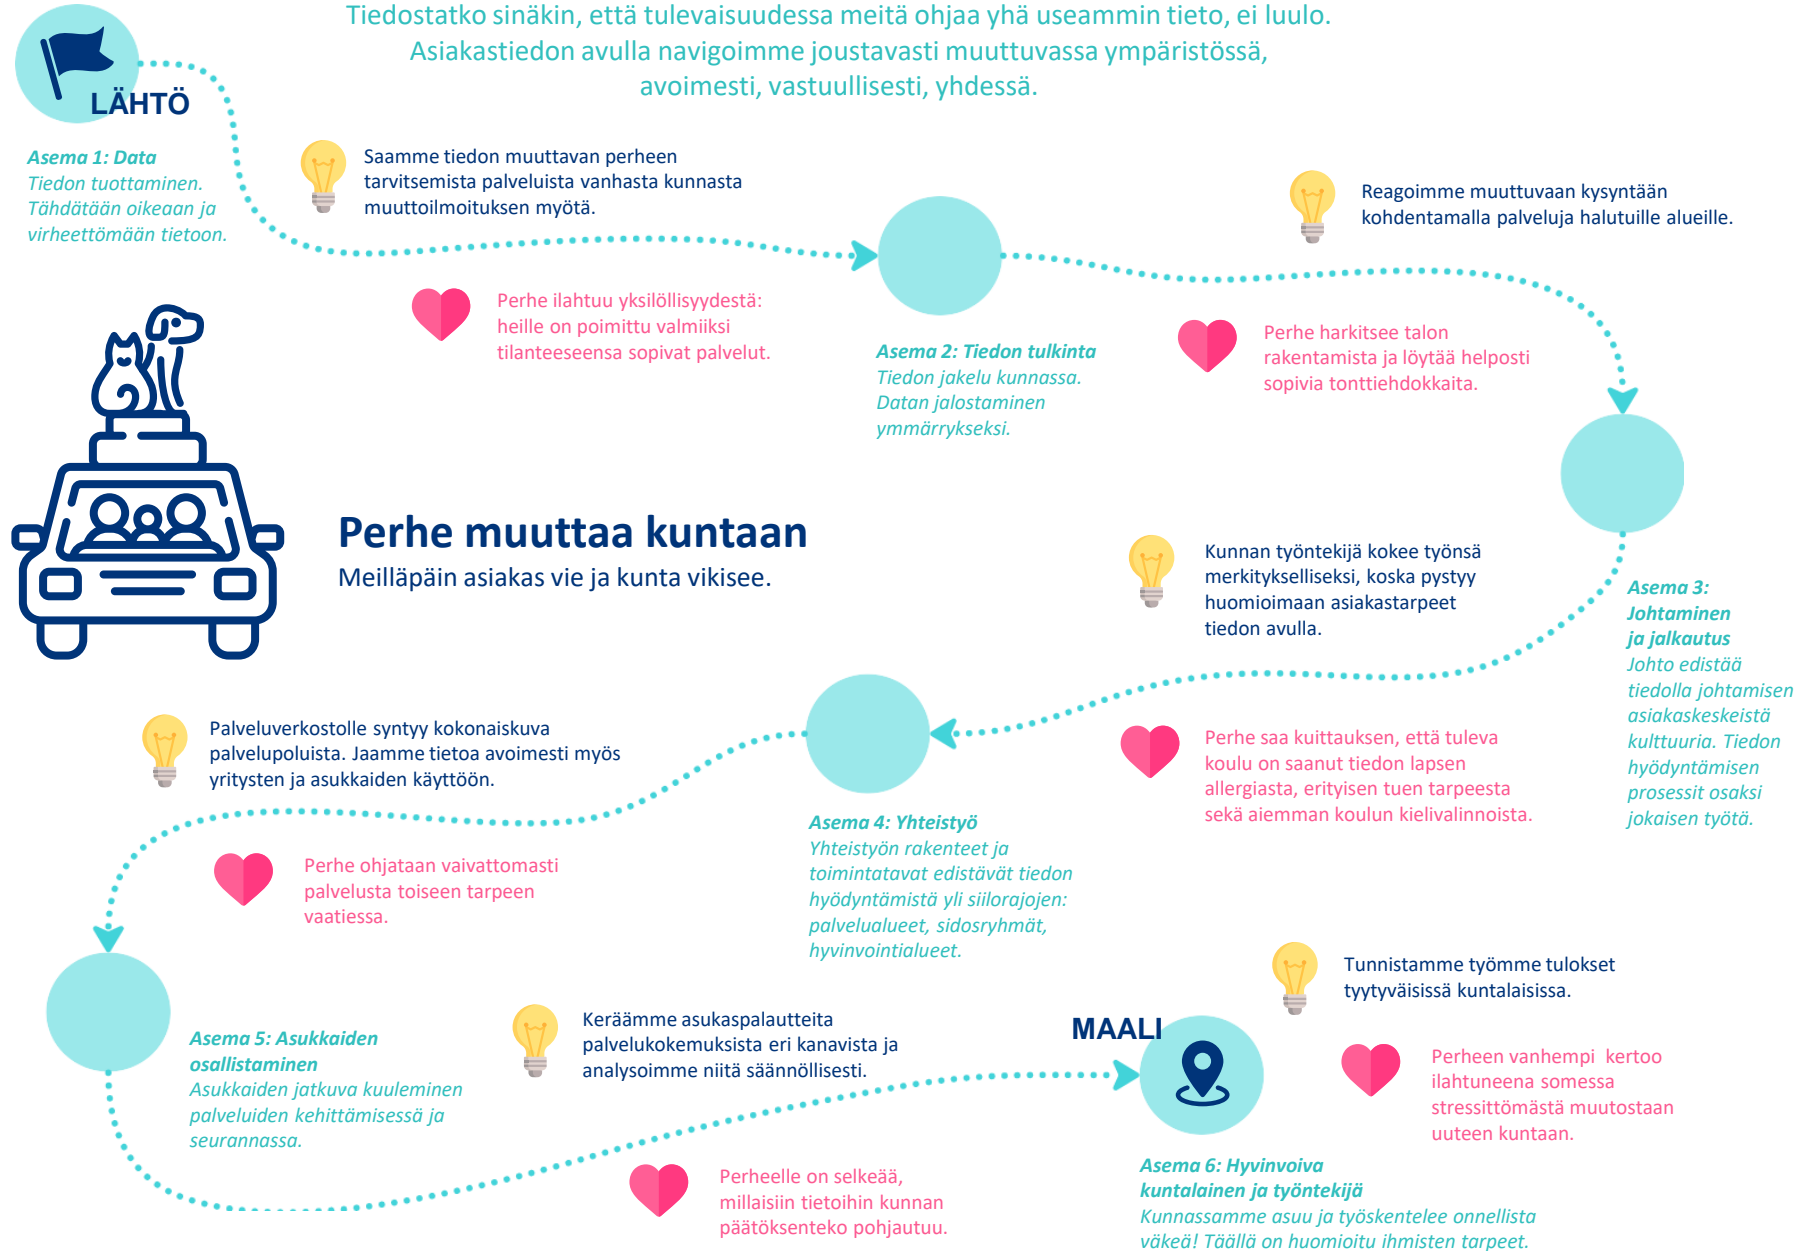 Tiedostatko sinäkin, että tulevaisuudessa meitä ohjaa yhä useammin tieto, ei luulo.
Asiakastiedon avulla navigoimme joustavasti muuttuvassa ympäristössä,
avoimesti, vastuullisesti, yhdessä.
LÄHTÖ
Asema 1: Data
Tiedon tuottaminen.
Tähdätään oikeaan ja
virheettömään tietoon.
Saamme tiedon muuttavan perheen
tarvitsemista palveluista vanhasta kunnasta
muuttoilmoituksen myötä.
Perhe ilahtuu yksilöllisyydestä:
heille on poimittu valmiiksi
tilanteeseensa sopivat palvelut.
Asema 2: Tiedon tulkinta
Tiedon jakelu kunnassa.
Datan jalostaminen
ymmärrykseksi.
Reagoimme muuttuvaan kysyntään
kohdentamalla palveluja halutuille alueille.
Perhe harkitsee talon
rakentamista ja löytää helposti
sopivia tonttiehdokkaita.
Perhe muuttaa kuntaan
Meilläpäin asiakas vie ja kunta vikisee.
Asema 3:
Johtaminen
ja jalkautus
Johto edistää
tiedolla johtamisen
asiakaskeskeistä
kulttuuria. Tiedon
hyödyntämisen
prosessit osaksi
jokaisen työtä.
Kunnan työntekijä kokee työnsä
merkitykselliseksi, koska pystyy
huomioimaan asiakastarpeet
tiedon avulla.
Perhe saa kuittauksen, että tuleva
koulu on saanut tiedon lapsen
allergiasta, erityisen tuen tarpeesta
sekä aiemman koulun kielivalinnoista.
Asema 4: Yhteistyö
Yhteistyön rakenteet ja
toimintatavat edistävät tiedon
hyödyntämistä yli siilorajojen:
palvelualueet, sidosryhmät,
hyvinvointialueet.
Palveluverkostolle syntyy kokonaiskuva
palvelupoluista. Jaamme tietoa avoimesti myös
yritysten ja asukkaiden käyttöön.
Perhe ohjataan vaivattomasti
palvelusta toiseen tarpeen
vaatiessa.
Asema 5: Asukkaiden
osallistaminen
Asukkaiden jatkuva kuuleminen
palveluiden kehittämisessä ja
seurannassa.
Keräämme asukaspalautteita
palvelukokemuksista eri kanavista ja
analysoimme niitä säännöllisesti.
Perheelle on selkeää,
millaisiin tietoihin kunnan
päätöksenteko pohjautuu.
MAALI
Asema 6: Hyvinvoiva
kuntalainen ja työntekijä
Kunnassamme asuu ja työskentelee onnellista
väkeä! Täällä on huomioitu ihmisten tarpeet.
Tunnistamme työmme tulokset
tyytyväisissä kuntalaisissa.
Perheen vanhempi kertoo
ilahtuneena somessa
stressittömästä muutostaan
uuteen kuntaan.